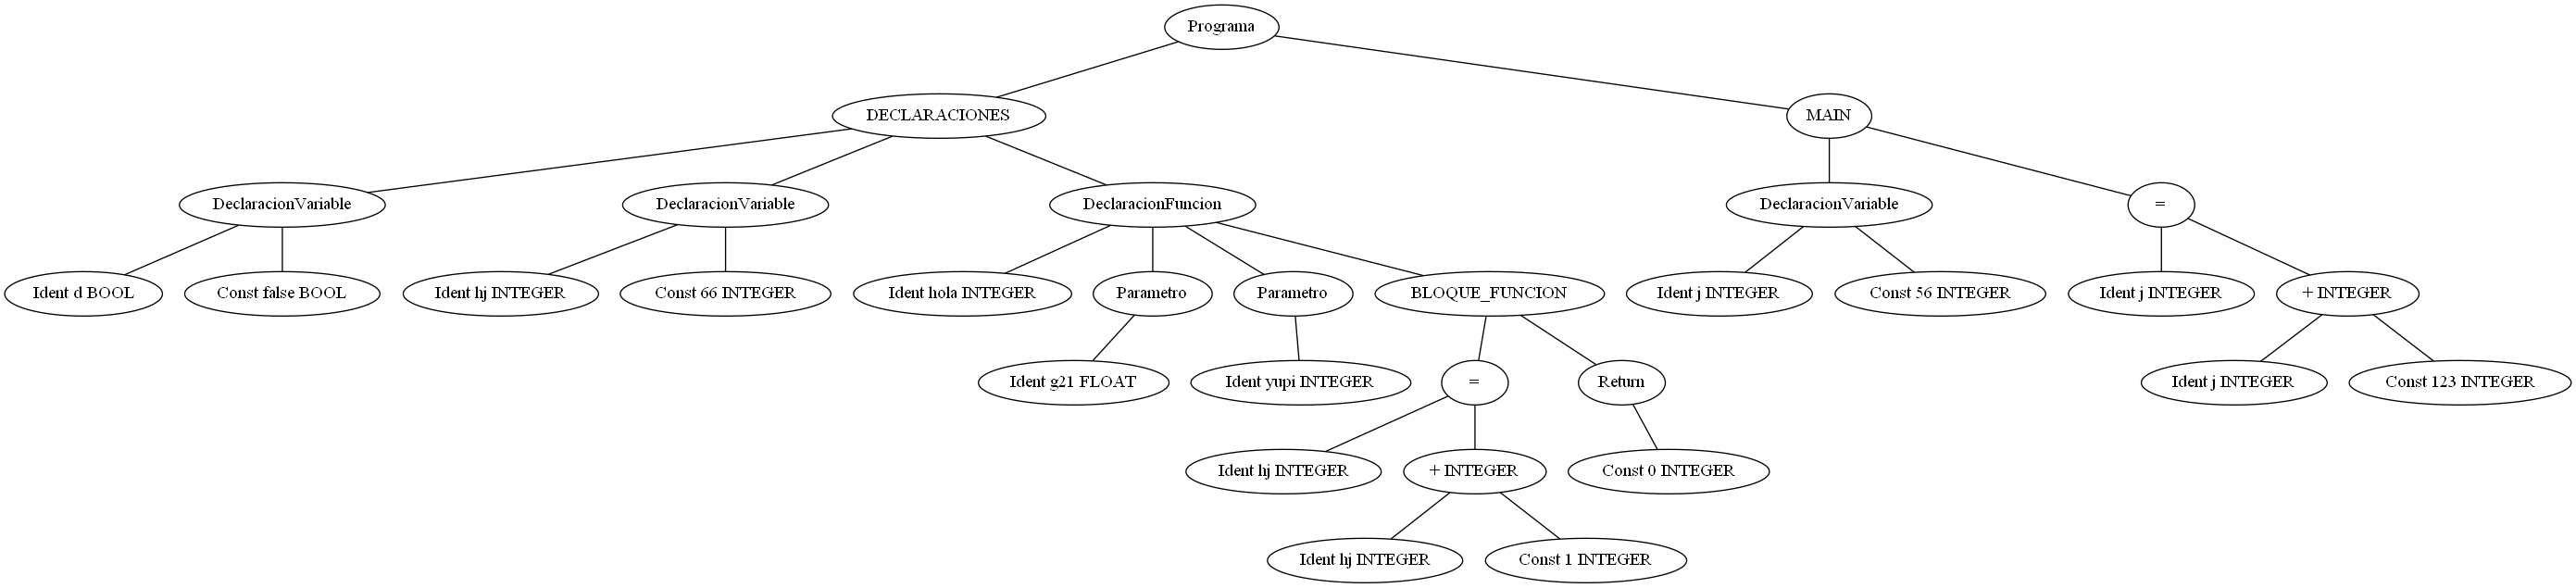 Programa
DECLARACIONES
MAIN
DeclaracionVariable
DeclaracionVariable
DeclaracionFuncion
DeclaracionVariable
=
Ident d BOOL
Const false BOOL
Ident hj INTEGER
Const 66 INTEGER
Ident hola INTEGER
Parametro
Parametro
BLOQUE_FUNCION
Ident j INTEGER
Const 56 INTEGER
Ident j INTEGER
+ INTEGER
Ident g21 FLOAT
Ident yupi INTEGER
=
Return
Ident j INTEGER
Const 123 INTEGER
Ident hj INTEGER
+ INTEGER
Const 0 INTEGER
Ident hj INTEGER
Const 1 INTEGER